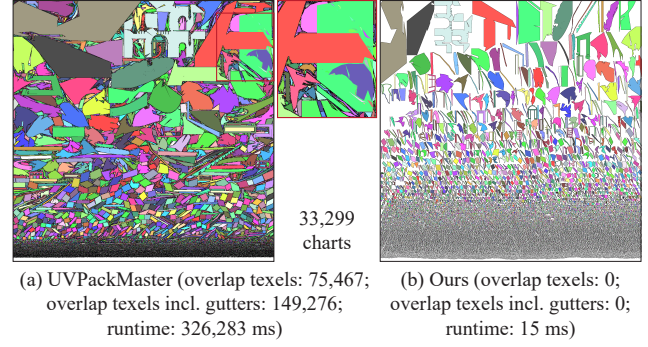 33,299
charts
(a) UVPackMaster (overlap texels: 75,467;
overlap texels incl. gutters: 149,276;
runtime: 326,283 ms)
(b) Ours (overlap texels: 0;
overlap texels incl. gutters: 0;
runtime: 15 ms)